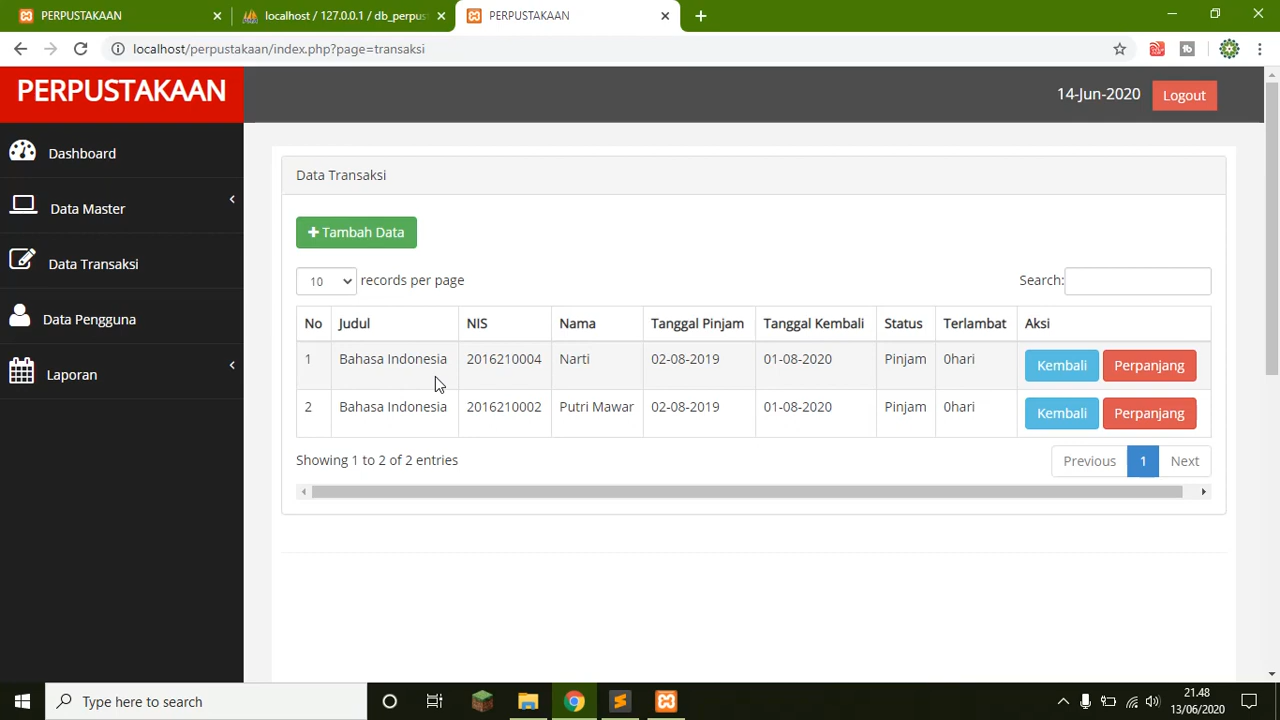 PERPUSTAKAAN
localhost / 127.0.0.1 / db_perpus
PERPUSTAKAAN
localhost/perpustakaan/index.php?page=transaksi
PERPUSTAKAAN
14-Jun-2020 Logout
Dashboard
Data Master
Data Transaksi
Data Pengguna
Laporan
Data Transaksi
Tambah Data
10 records per page
Search:
No Judul NIS Nama Tanggal Pinjam Tanggal Kembali Status Terlambat Aksi
1 Bahasa Indonesia 2016210004 Narti 02-08-2019 01-08-2020 Pinjam 0hari Kembali Perpanjang
2 Bahasa Indonesia 2016210002 Putri Mawar 02-08-2019 01-08-2020 Pinjam 0hari Kembali Perpanjang
Showing 1 to 2 of 2 entries
Previous 1 Next
Type here to search
21.48
13/06/2020